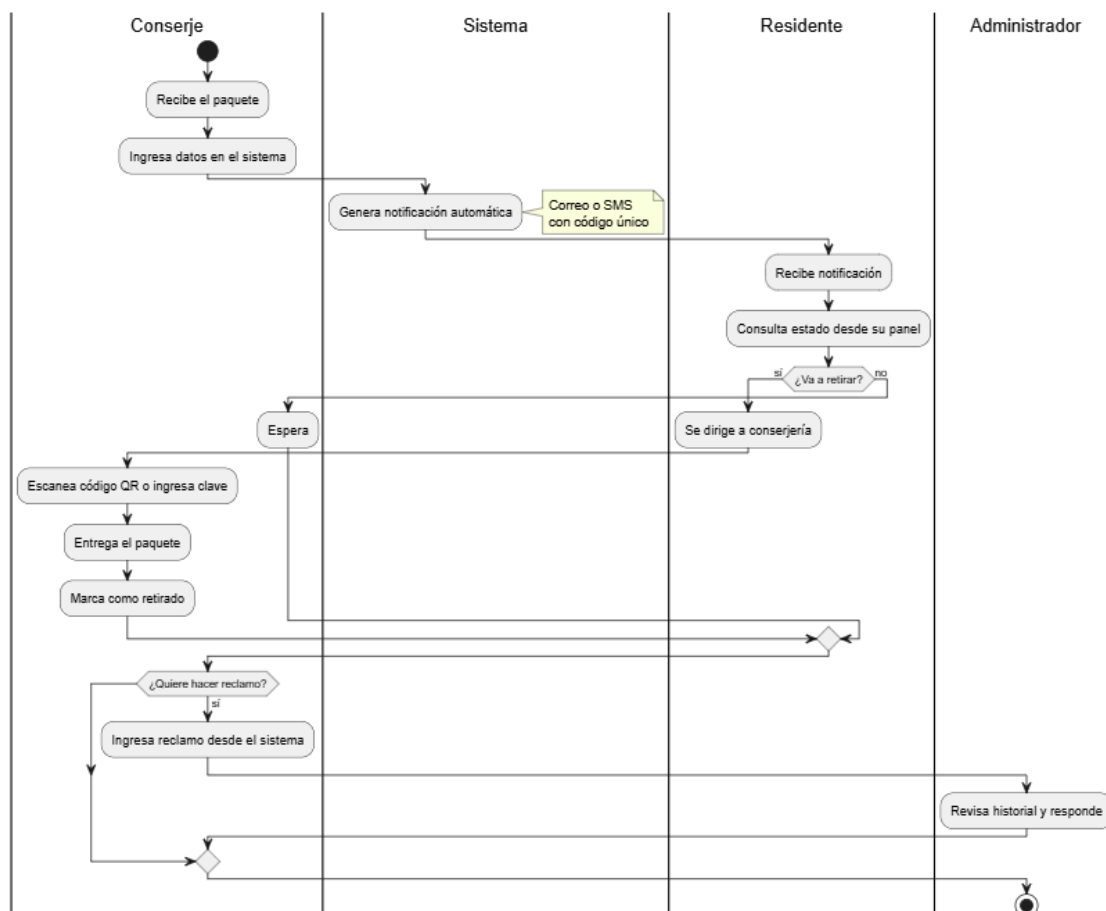 Conserje
Sistema
Residente
Administrador
Recibe el paquete
Ingresa datos en el sistema
Genera notificación automática
Correo o SMS
con código único
Recibe notificación
Consulta estado desde su panel
¿Va a retirar?
sí
no
Espera
Se dirige a conserjería
Escanea código QR o ingresa clave
Entrega el paquete
Marca como retirado
¿Quiere hacer reclamo?
sí
Ingresa reclamo desde el sistema
Revisa historial y responde